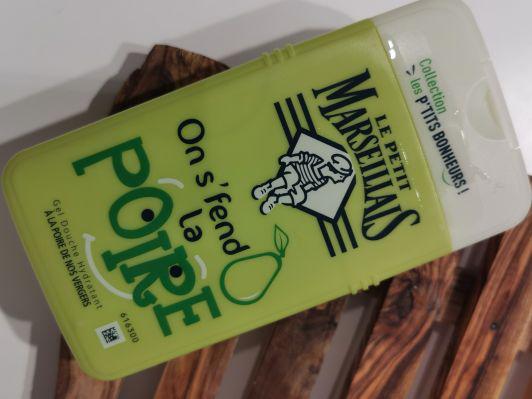 Collection
les P'TITS BONHEURS !
LE PETIT
MARSEILLAIS
On s'fend
la
POIRE
Gel Douche Hydratant
À LA POIRE DE NOS VERGERS
616300